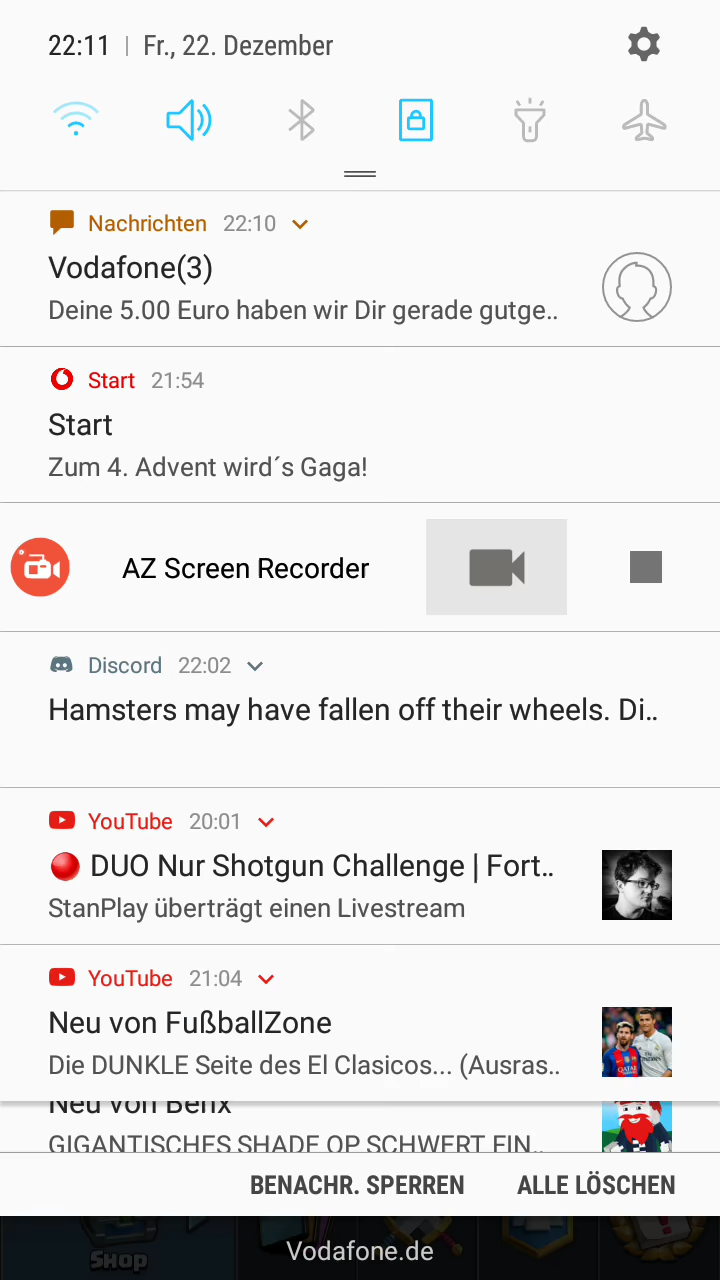 22:11 | Fr., 22. Dezember
Nachrichten 22:10
Vodafone(3)
Deine 5.00 Euro haben wir Dir gerade gutge..
Start 21:54
Start
Zum 4. Advent wird´s Gaga!
AZ Screen Recorder
Discord 22:02
Hamsters may have fallen off their wheels. Di..
YouTube 20:01
DUO Nur Shotgun Challenge | Fort..
StanPlay überträgt einen Livestream
YouTube 21:04
Neu von FußballZone
Die DUNKLE Seite des El Clasicos... (Ausras..
Neu von Benx
GIGANTISCHES SHADE OP SCHWERT EIN..
BENACHR. SPERREN ALLE LÖSCHEN
Shop
Vodafone.de